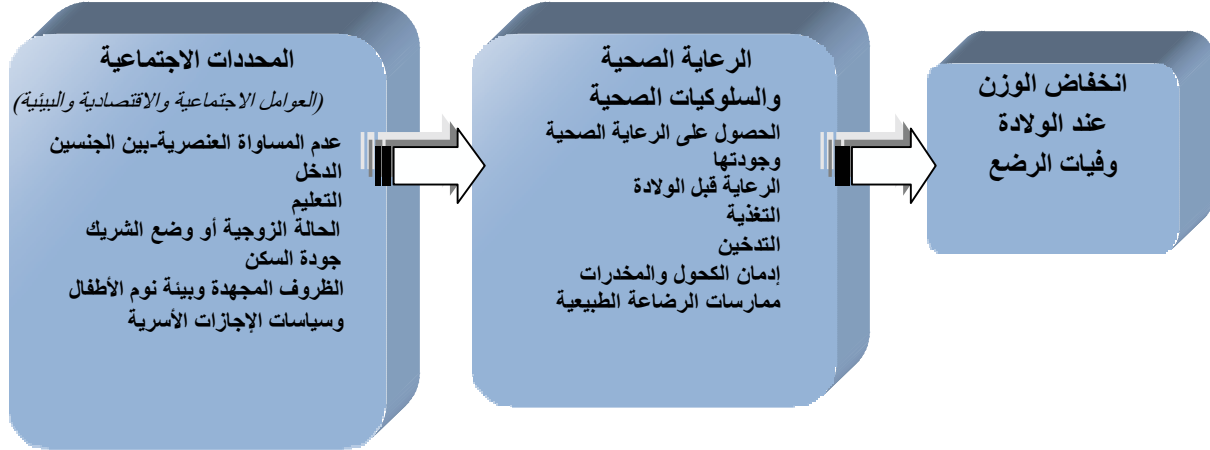 المحددات الاجتماعية
(العوامل الاجتماعية والاقتصادية والبيئية)
عدم المساواة العنصرية-بين الجنسين
الدخل
التعليم
الحالة الزوجية أو وضع الشريك
جودة السكن
الظروف المجهدة وبيئة نوم الأطفال
وسياسات الإجازات الأسرية
الرعاية الصحية
والسلوكيات الصحية
الحصول على الرعاية الصحية
وجودتها
الرعاية قبل الولادة
التغذية
التدخين
إدمان الكحول والمخدرات
ممارسات الرضاعة الطبيعية
انخفاض الوزن
عند الولادة
وفيات الرضع